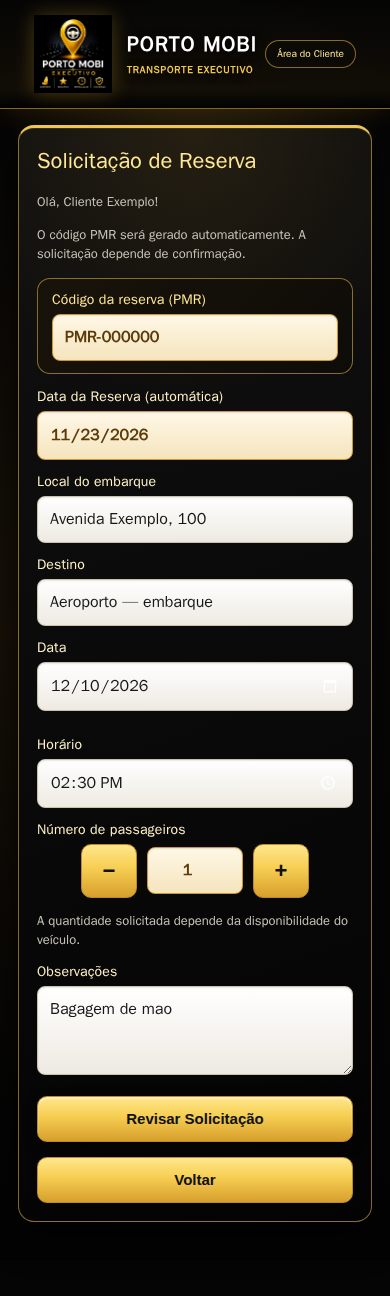 PORTO MOBI
EXECUTIVO
PORTO MOBI
TRANSPORTE EXECUTIVO
Área do Cliente
Solicitação de Reserva
Olá, Cliente Exemplo!
O código PMR será gerado automaticamente. A
solicitação depende de confirmação.
Código da reserva (PMR)
PMR-000000
Data da Reserva (automática)
11/23/2026
Local do embarque
Avenida Exemplo, 100
Destino
Aeroporto — embarque
Data
12/10/2026
Horário
02:30 PM
Número de passageiros
− 1 +
A quantidade solicitada depende da disponibilidade do
veículo.
Observações
Bagagem de mao
Revisar Solicitação
Voltar